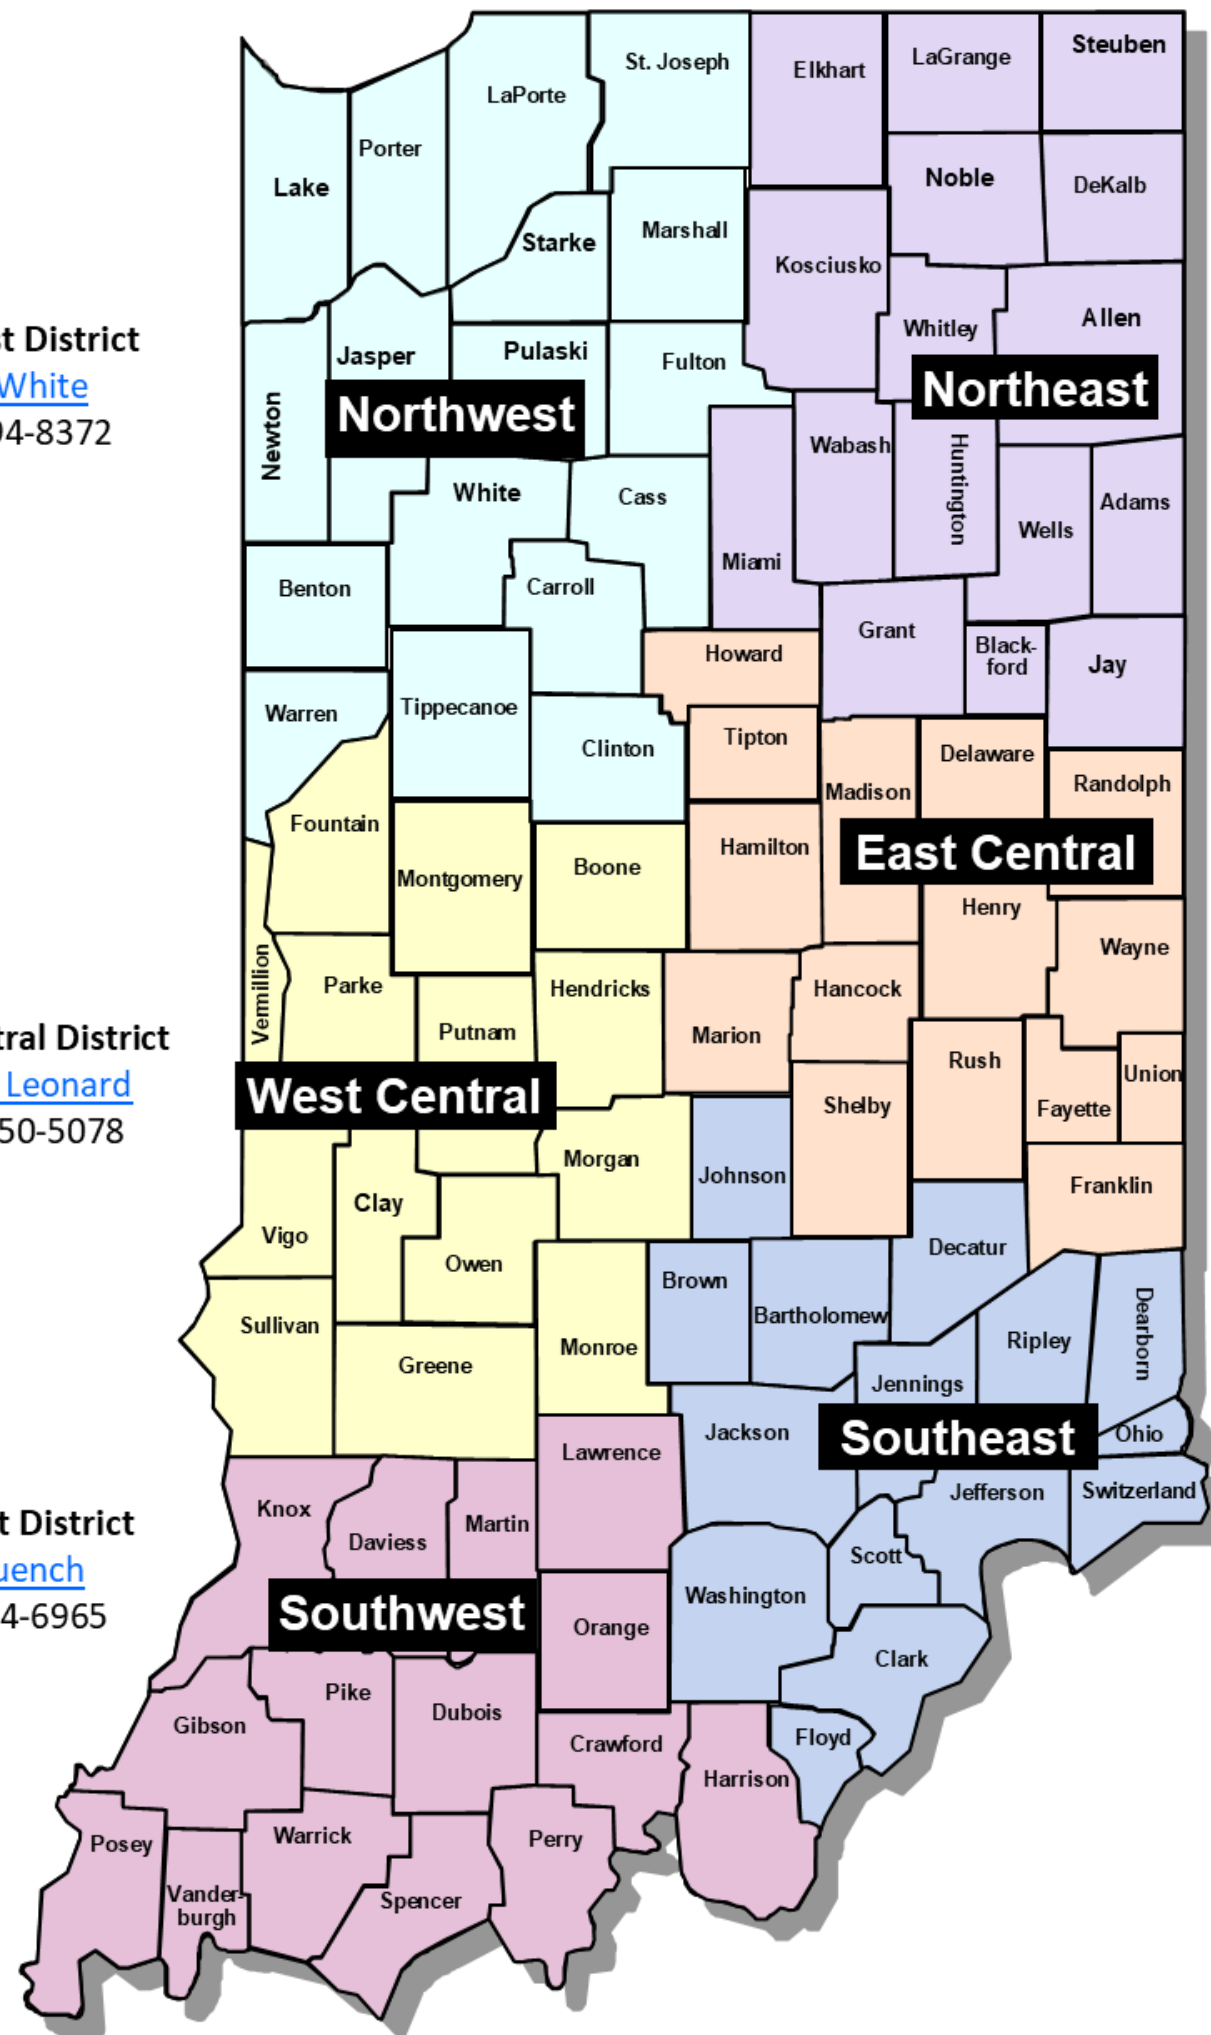 St. Joseph
Elkhart
LaGrange
Steuben
LaPorte
Porter
Lake
Noble
DeKalb
Starke
Marshall
Kosciusko
Whitley
Allen
st District
White
94-8372
Jasper
Pulaski
Fulton
Northwest
Northeast
Newton
Wabash
Huntington
White
Cass
Adams
Wells
Miami
Benton
Carroll
Grant
Black-
ford
Jay
Howard
Warren
Tippecanoe
Clinton
Tipton
Delaware
Randolph
Madison
Fountain
Hamilton
East Central
Montgomery
Boone
Henry
Wayne
Vermillion
Parke
Hendricks
Hancock
Putnam
Marion
tral District
Leonard
50-5078
Rush
Union
West Central
Shelby
Fayette
Morgan
Johnson
Franklin
Clay
Vigo
Owen
Decatur
Brown
Bartholomew
Dearborn
Sullivan
Monroe
Ripley
Greene
Jennings
Jackson
Southeast
Ohio
Lawrence
Knox
Jefferson
Switzerland
t District
uench
4-6965
Martin
Daviess
Scott
Washington
Southwest
Orange
Clark
Pike
Gibson
Dubois
Crawford
Floyd
Harrison
Posey
Warrick
Perry
Vander-
burgh
Spencer